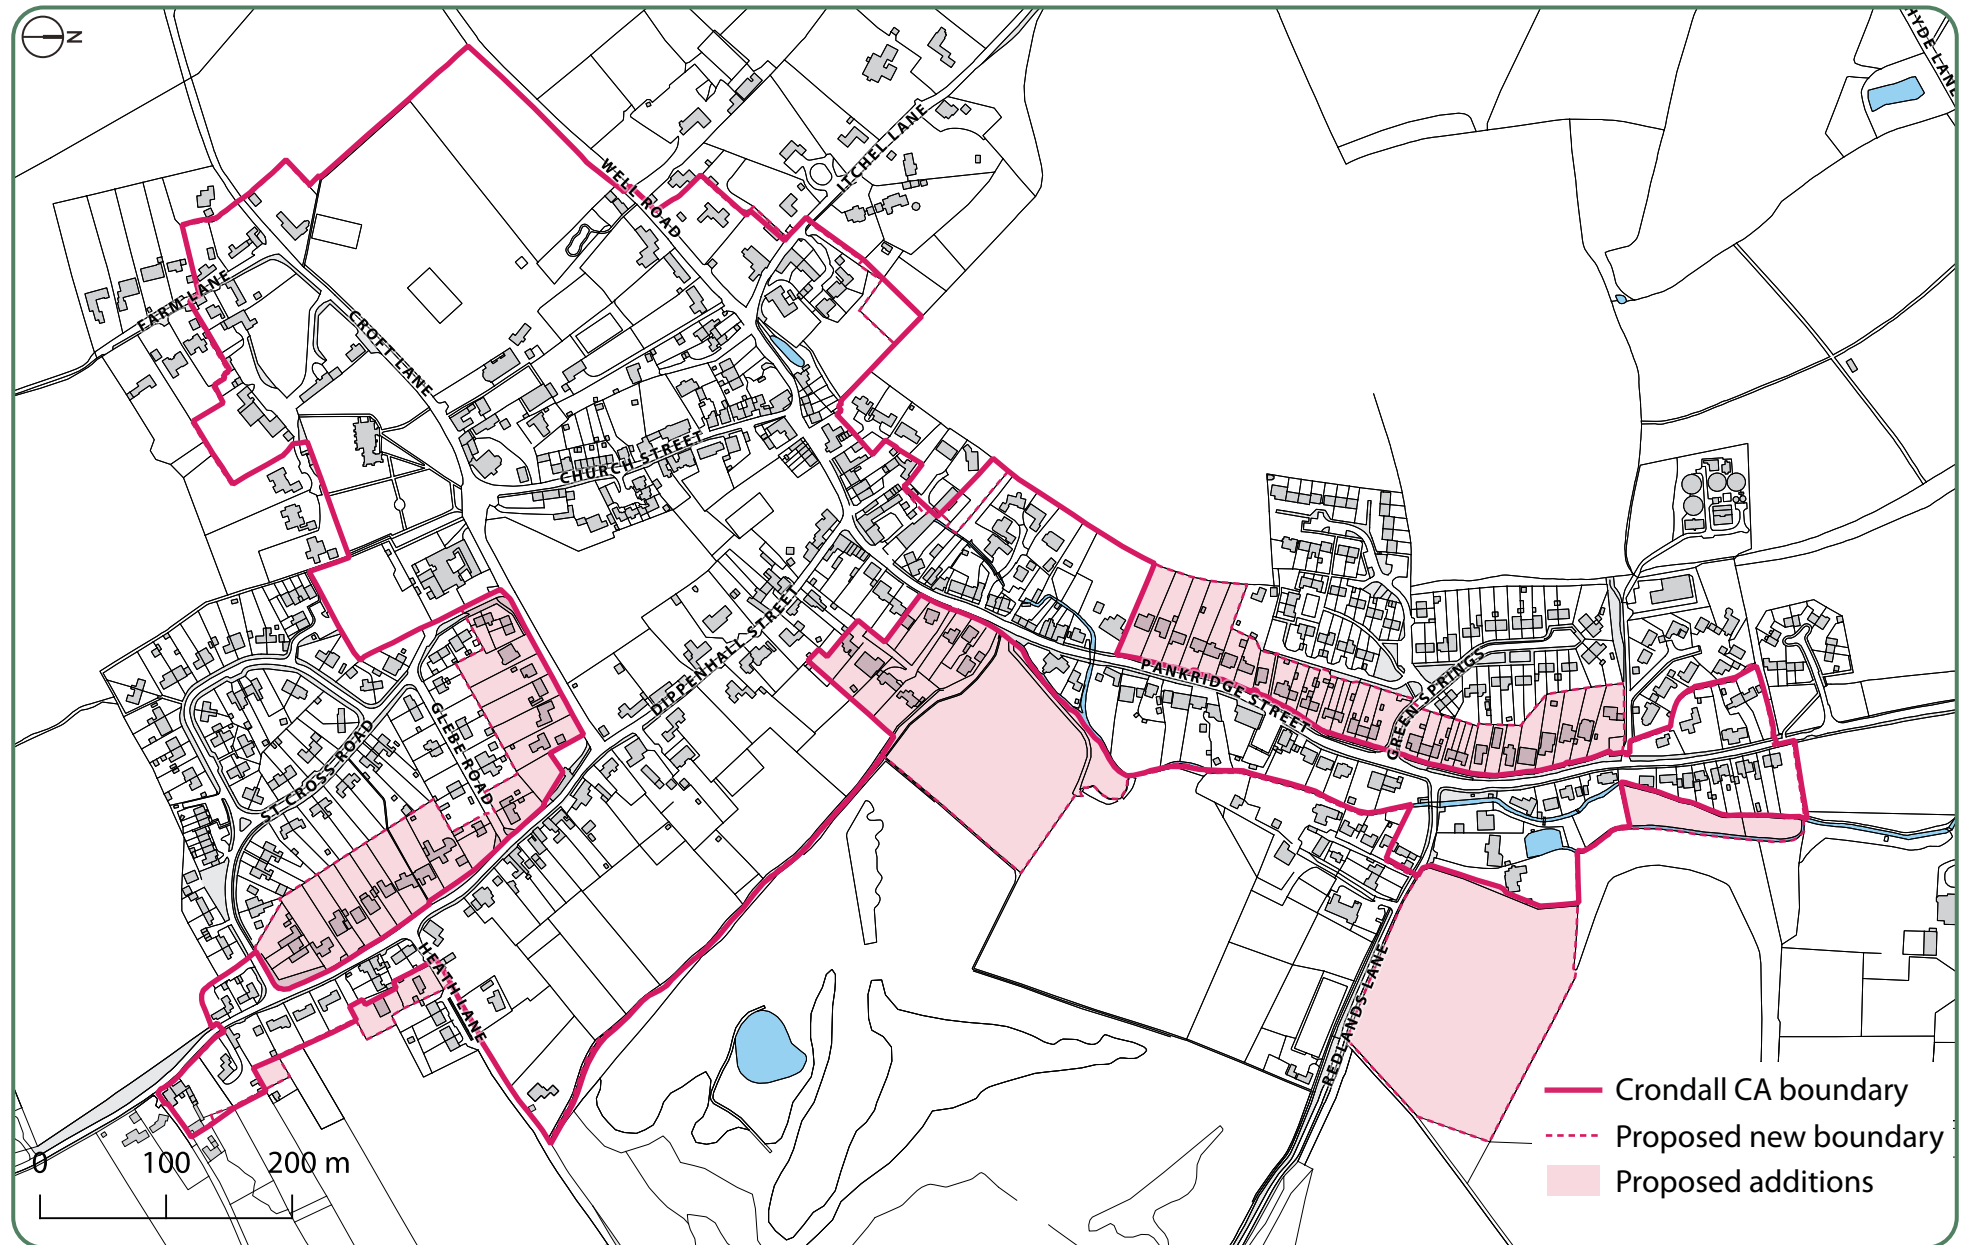 N
HYDE LANE
ITCHEL LANE
WELL ROAD
FARM LANE
CROFT LANE
CHURCH STREET
DIPPENHALL STREET
PANKRIDGE STREET
GREEN SPRINGS
GLEBE ROAD
ST CROSS ROAD
HEATH LANE
REDLANDS LANE
Crondall CA boundary
Proposed new boundary
Proposed additions
0 100 200 m